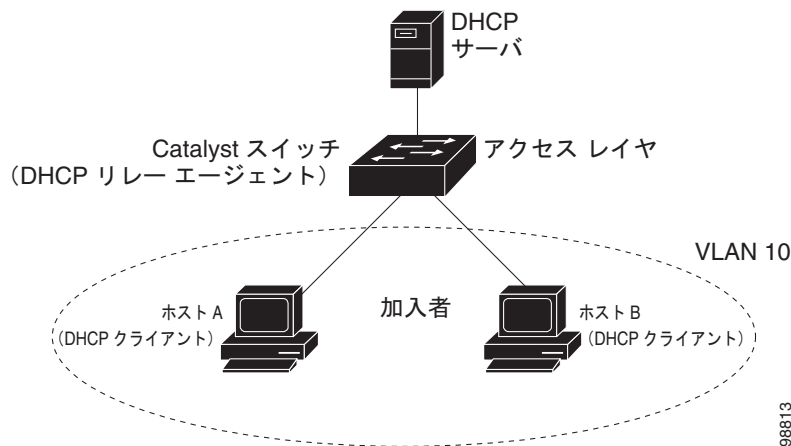 DHCP
サーバ
Catalyst スイッチ
（DHCP リレー エージェント）
アクセス レイヤ
VLAN 10
ホスト A
（DHCP クライアント）
加入者
ホスト B
（DHCP クライアント）
98813